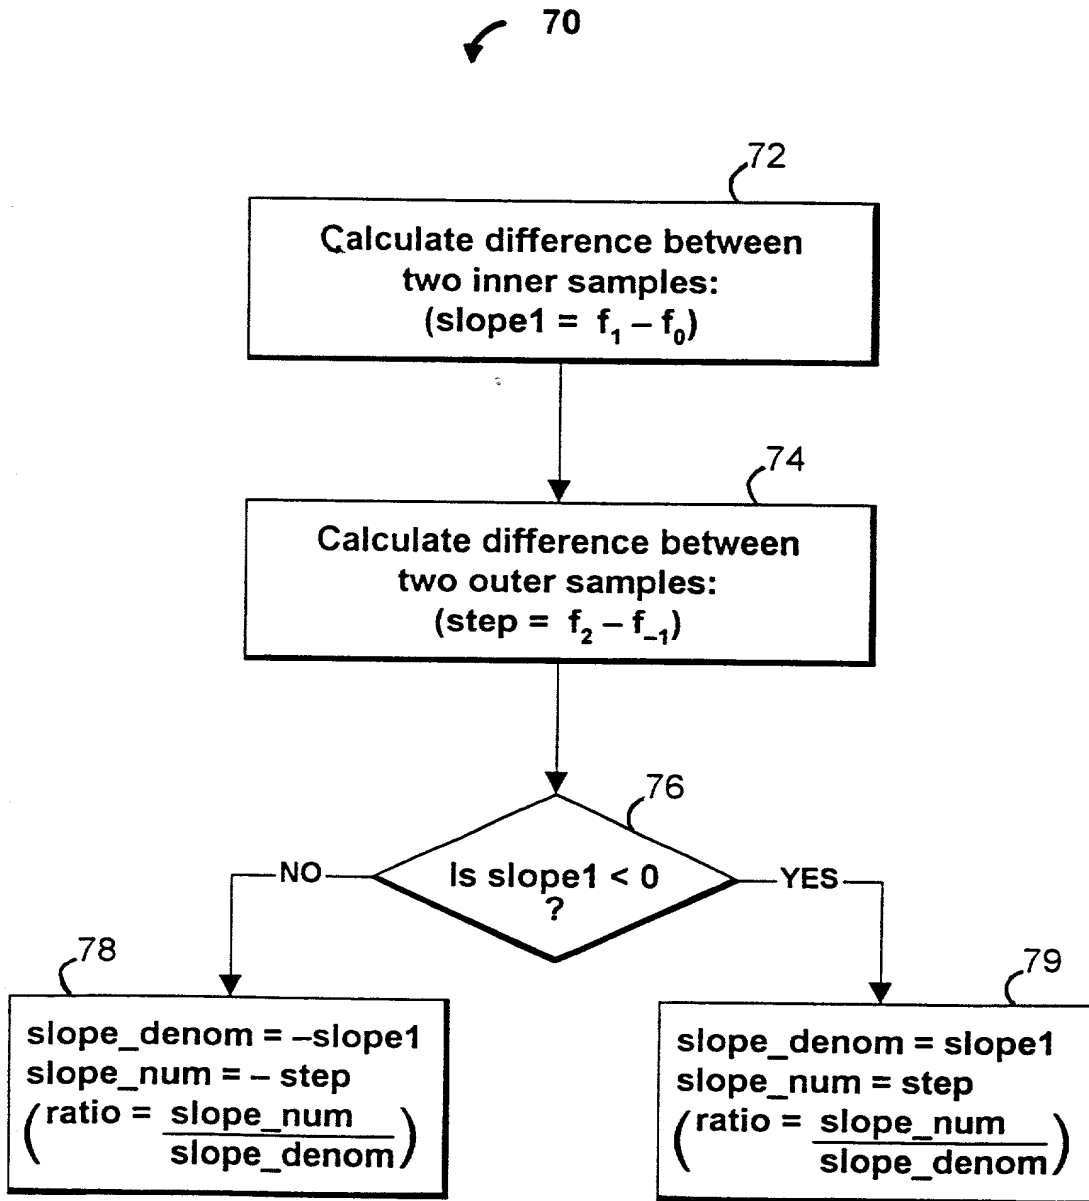 70
72
Calculate difference between
two inner samples:
(slope1 = f₁ – f₀)
74
Calculate difference between
two outer samples:
(step = f₂ – f₋₁)
76
Is slope1 < 0
?
NO
YES
78
slope_denom = –slope1
slope_num = – step
(ratio = slope_num
slope_denom)
79
slope_denom = slope1
slope_num = step
(ratio = slope_num
slope_denom)